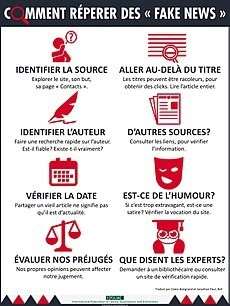 COMMENT RÉPERER DES « FAKE NEWS »
IDENTIFIER LA SOURCE
Explorer le site, son but,
sa page « Contacts ».
ALLER AU-DELÀ DU TITRE
Les titres peuvent être racoleurs, pour
obtenir des clics. Lire l'article entier.
IDENTIFIER L'AUTEUR
Faire une recherche rapide sur l'auteur.
Est-il fiable? Existe-t-il vraiment?
D'AUTRES SOURCES?
Consulter les liens, pour vérifier
l'information.
VÉRIFIER LA DATE
Partager un vieil article ne signifie pas
qu'il est d'actualité.
EST-CE DE L'HUMOUR?
Si c'est trop extravagant, est-ce une
satire? Vérifier la vocation du site.
ÉVALUER NOS PRÉJUGÉS
Nos propres opinions peuvent affecter
notre jugement.
QUE DISENT LES EXPERTS?
Demander à un bibliothécaire ou consulter
un site de vérification rapide.
IFLA
International Federation of Library Associations and Institutions